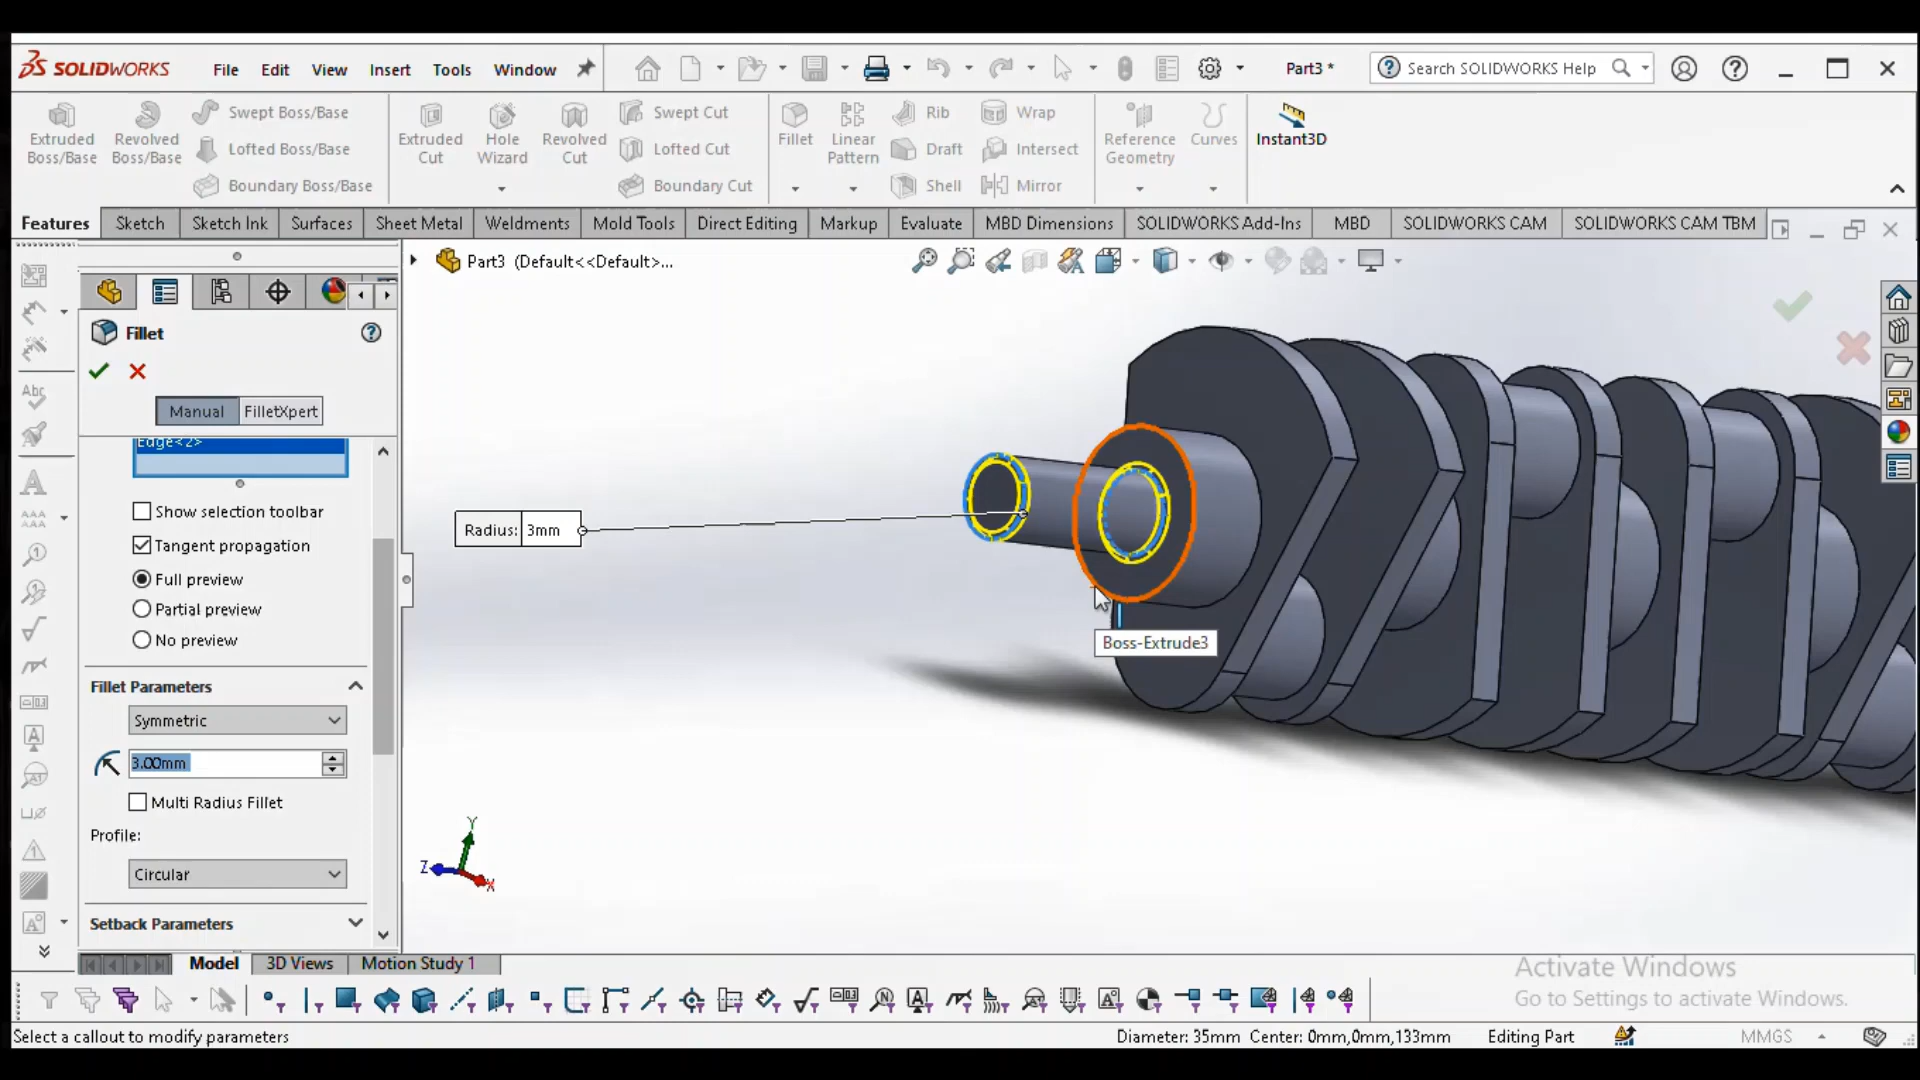 SOLIDWORKS File Edit View Insert Tools Window Part3 * Search SOLIDWORKS Help
Extruded Boss/Base
Revolved Boss/Base
Swept Boss/Base
Lofted Boss/Base
Boundary Boss/Base
Extruded Cut
Hole Wizard
Revolved Cut
Swept Cut
Lofted Cut
Boundary Cut
Fillet
Linear Pattern
Rib
Draft
Shell
Wrap
Intersect
Mirror
Reference Geometry
Curves
Instant3D
Features Sketch Sketch Ink Surfaces Sheet Metal Weldments Mold Tools Direct Editing Markup Evaluate MBD Dimensions SOLIDWORKS Add-Ins MBD SOLIDWORKS CAM SOLIDWORKS CAM TBM
Part3 (Default<<Default>...
Fillet
Manual FilletXpert
Edge<2>
Show selection toolbar
Tangent propagation
Full preview
Partial preview
No preview
Fillet Parameters
Symmetric
3.00mm
Multi Radius Fillet
Profile:
Circular
Setback Parameters
Radius: 3mm
Boss-Extrude3
Y
Z
X
Model 3D Views Motion Study 1
Activate Windows
Go to Settings to activate Windows.
Select a callout to modify parameters
Diameter: 35mm Center: 0mm,0mm,133mm Editing Part MMGS